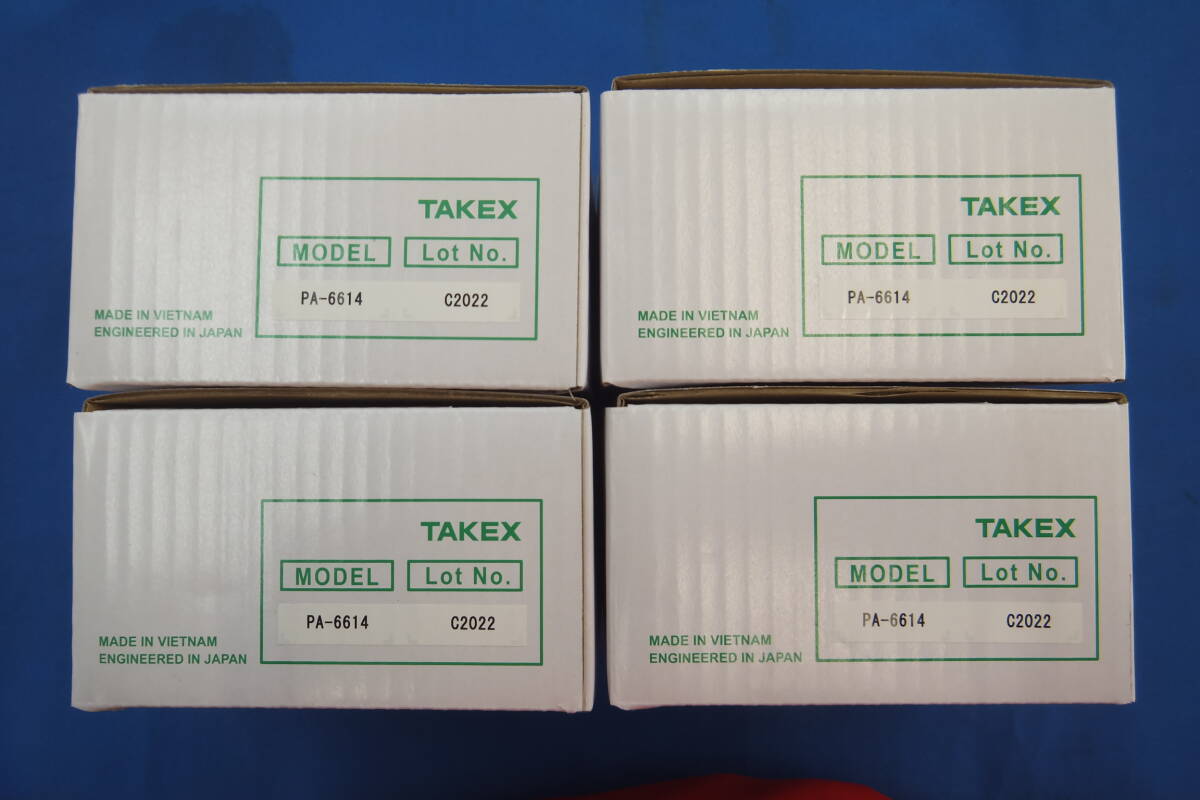 TAKEX
MODEL Lot No.
PA-6614 C2022
MADE IN VIETNAM
ENGINEERED IN JAPAN
TAKEX
MODEL Lot No.
PA-6614 C2022
MADE IN VIETNAM
ENGINEERED IN JAPAN
TAKEX
MODEL Lot No.
PA-6614 C2022
MADE IN VIETNAM
ENGINEERED IN JAPAN
TAKEX
MODEL Lot No.
PA-6614 C2022
MADE IN VIETNAM
ENGINEERED IN JAPAN